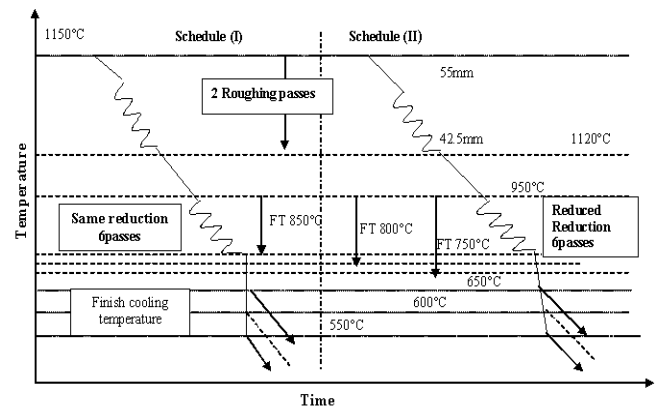 1150°C
Schedule (I)
Schedule (II)
55mm
2 Roughing passes
42.5mm
1120°C
950°C
Same reduction
6passes
FT 850°C
FT 800°C
FT 750°C
Reduced
Reduction
6passes
650°C
Finish cooling
temperature
600°C
550°C
Temperature
Time